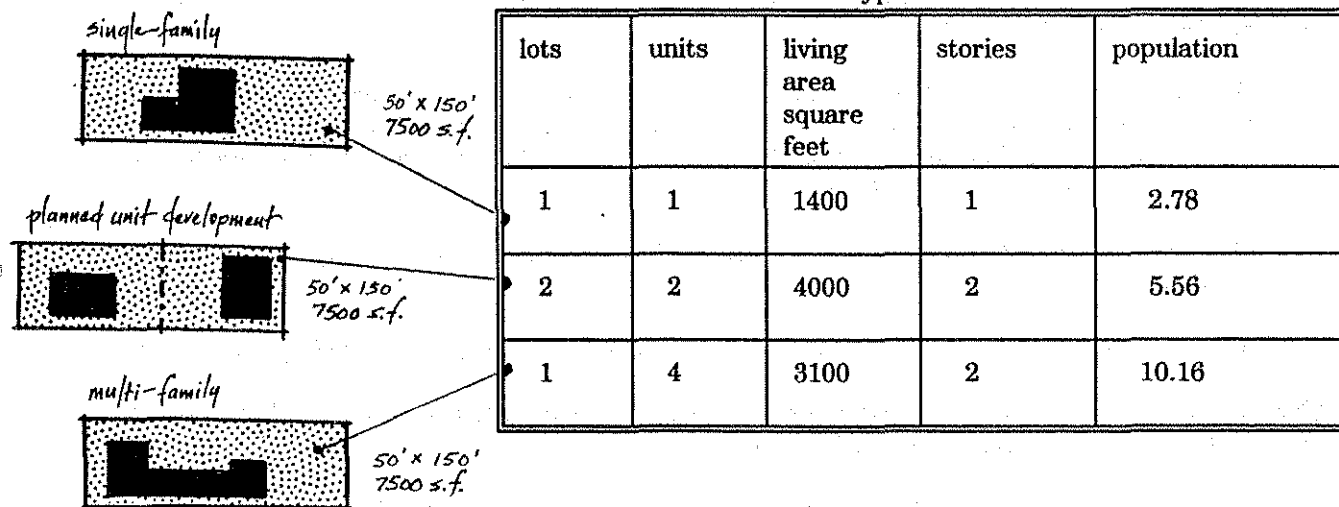 single-family
50' x 150'
7500 s.f.
planned unit development
50' x 150'
7500 s.f.
multi-family
50' x 150'
7500 s.f.
lots units living area square feet stories population
1 1 1400 1 2.78
2 2 4000 2 5.56
1 4 3100 2 10.16